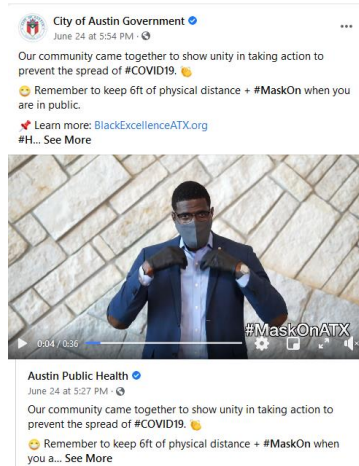 City of Austin Government
June 24 at 5:54 PM ·
Our community came together to show unity in taking action to
prevent the spread of #COVID19. 👏
😷 Remember to keep 6ft of physical distance + #MaskOn when you
are in public.
📌 Learn more: BlackExcellenceATX.org
#H... See More
#MaskOnATX
0:04 / 0:36
Austin Public Health
June 24 at 5:27 PM ·
Our community came together to show unity in taking action to
prevent the spread of #COVID19. 👏
😷 Remember to keep 6ft of physical distance + #MaskOn when
you a... See More